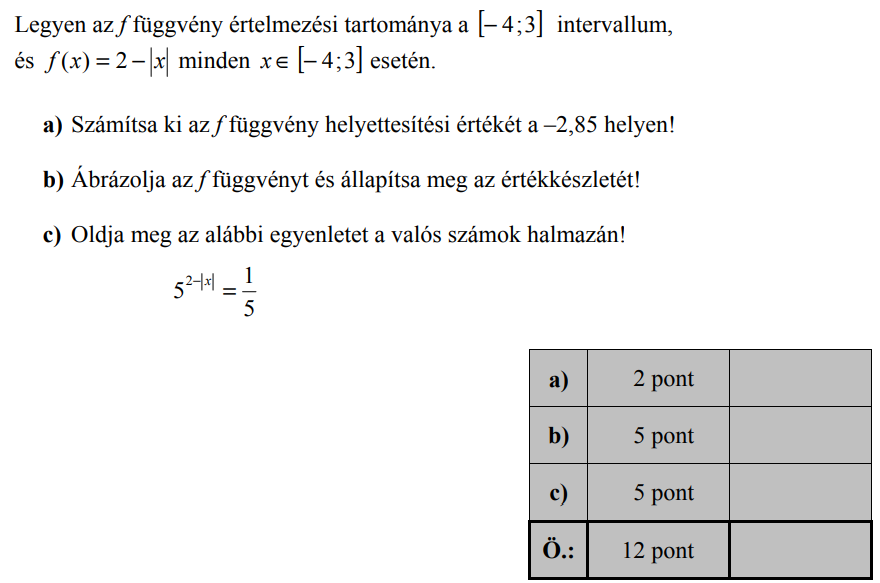 Legyen az f függvény értelmezési tartománya a [– 4;3] intervallum,
és f(x) = 2 – |x| minden x ∈ [– 4;3] esetén.
a) Számítsa ki az f függvény helyettesítési értékét a –2,85 helyen!
b) Ábrázolja az f függvényt és állapítsa meg az értékkészletét!
c) Oldja meg az alábbi egyenletet a valós számok halmazán!
5^{2–|x|} = \frac{1}{5}
a) 2 pont
b) 5 pont
c) 5 pont
Ö.: 12 pont